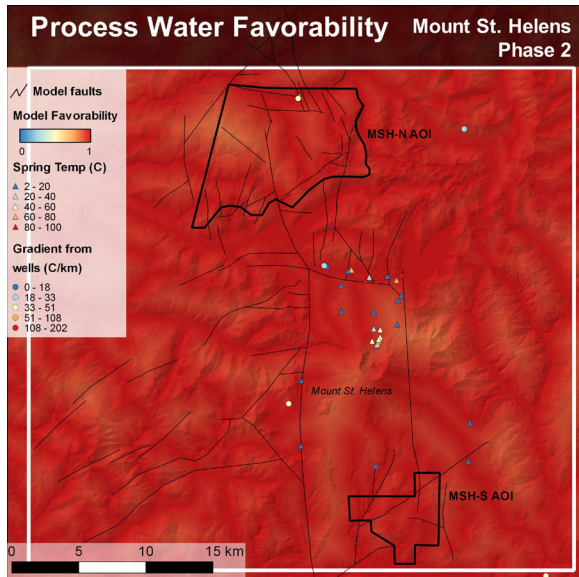 Process Water Favorability
Mount St. Helens
Phase 2
Model faults
Model Favorability
0 1
Spring Temp (C)
2 - 20
20 - 40
40 - 60
60 - 80
80 - 100
Gradient from
wells (C/km)
0 - 18
18 - 33
33 - 51
51 - 108
108 - 202
MSH-N AOI
Mount St. Helens
MSH-S AOI
0 5 10 15 km